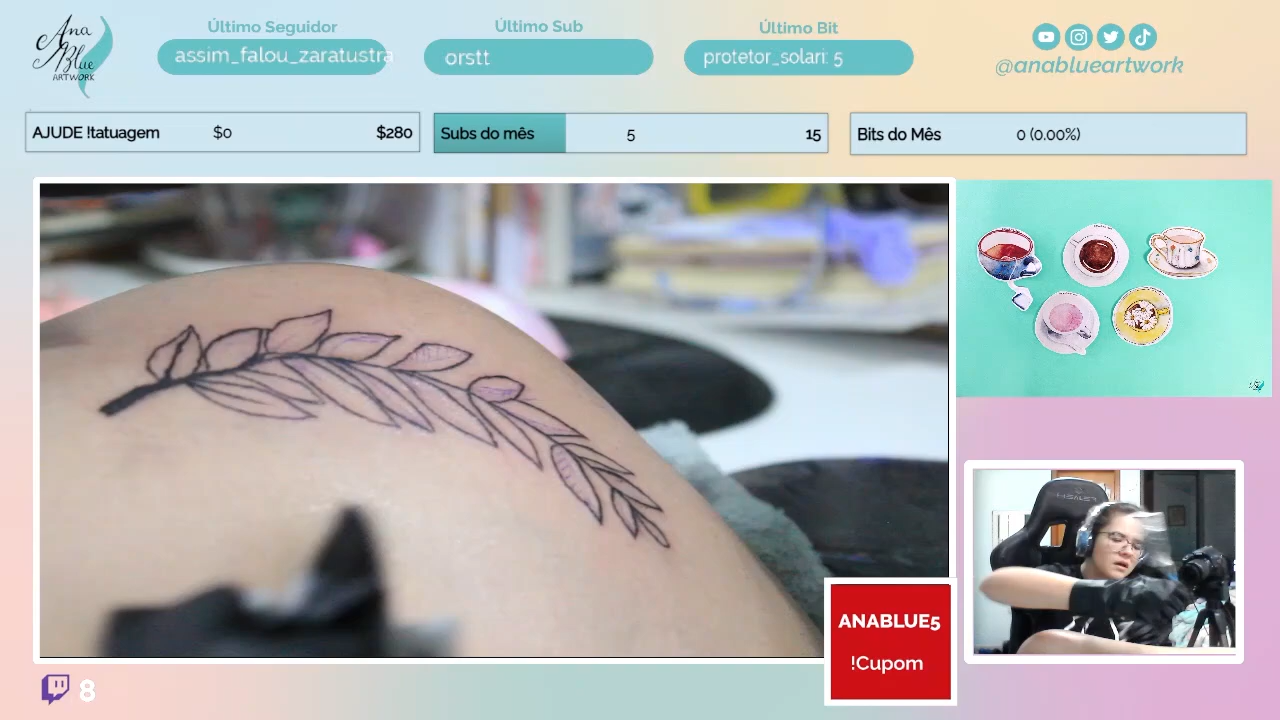 Ana
Blue
ARTWORK
Último Seguidor
assim_falou_zaratustra
Último Sub
orstt
Último Bit
protetor_solari: 5
@anablueartwork
AJUDE !tatuagem $0 $280
Subs do mês 5 15
Bits do Mês 0 (0.00%)
ANABLUE5
!Cupom
8